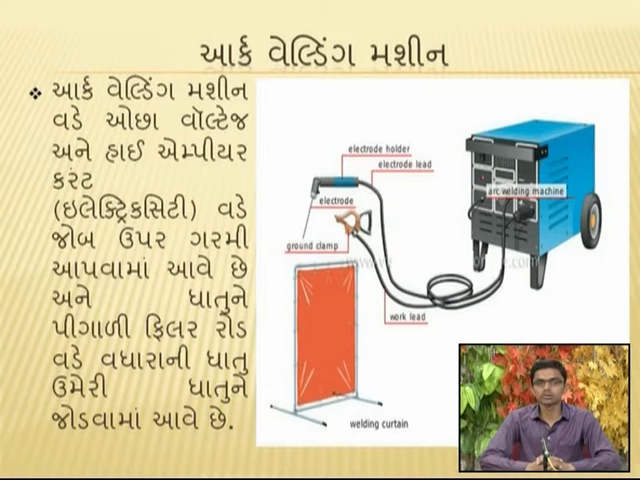 આર્ક વેલ્ડિંગ મશીન
❖ આર્ક વેલ્ડિંગ મશીન
વડે ઓછા વૉલ્ટેજ
અને હાઈ એમ્પીયર
કરંટ
(ઇલેક્ટ્રિકસિટી) વડે
જોબ ઉપર ગરમી
આપવામાં આવે છે
અને ધાતુને
પીગાળી ફિલર રોડ
વડે વધારાની ધાતુ
ઉમેરી ધાતુને
જોડવામાં આવે છે.
electrode holder
electrode lead
arc welding machine
electrode
ground clamp
work lead
welding curtain